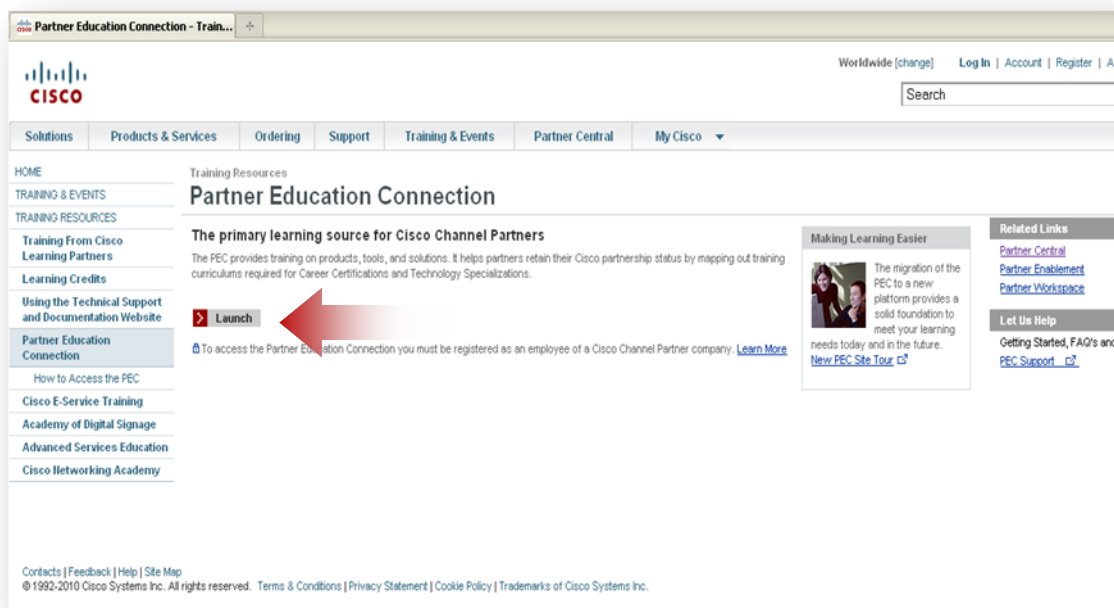 Partner Education Connection - Train...
Worldwide [change] Log In | Account | Register |
CISCO
Search
Solutions Products & Services Ordering Support Training & Events Partner Central My Cisco
HOME
TRAINING & EVENTS
TRAINING RESOURCES
Training From Cisco
Learning Partners
Learning Credits
Using the Technical Support
and Documentation Website
Partner Education
Connection
How to Access the PEC
Cisco E-Service Training
Academy of Digital Signage
Advanced Services Education
Cisco Networking Academy
Training Resources
Partner Education Connection
The primary learning source for Cisco Channel Partners
The PEC provides training on products, tools, and solutions. It helps partners retain their Cisco partnership status by mapping out training
curriculums required for Career Certifications and Technology Specializations.
Launch
To access the Partner Education Connection you must be registered as an employee of a Cisco Channel Partner company. Learn More
Making Learning Easier
The migration of the
PEC to a new
platform provides a
solid foundation to
meet your learning
needs today and in the future.
New PEC Site Tour
Related Links
Partner Central
Partner Enablement
Partner Workspace
Let Us Help
Getting Started, FAQ's and
PEC Support
Contacts | Feedback | Help | Site Map
© 1992-2010 Cisco Systems Inc. All rights reserved. Terms & Conditions | Privacy Statement | Cookie Policy | Trademarks of Cisco Systems Inc.